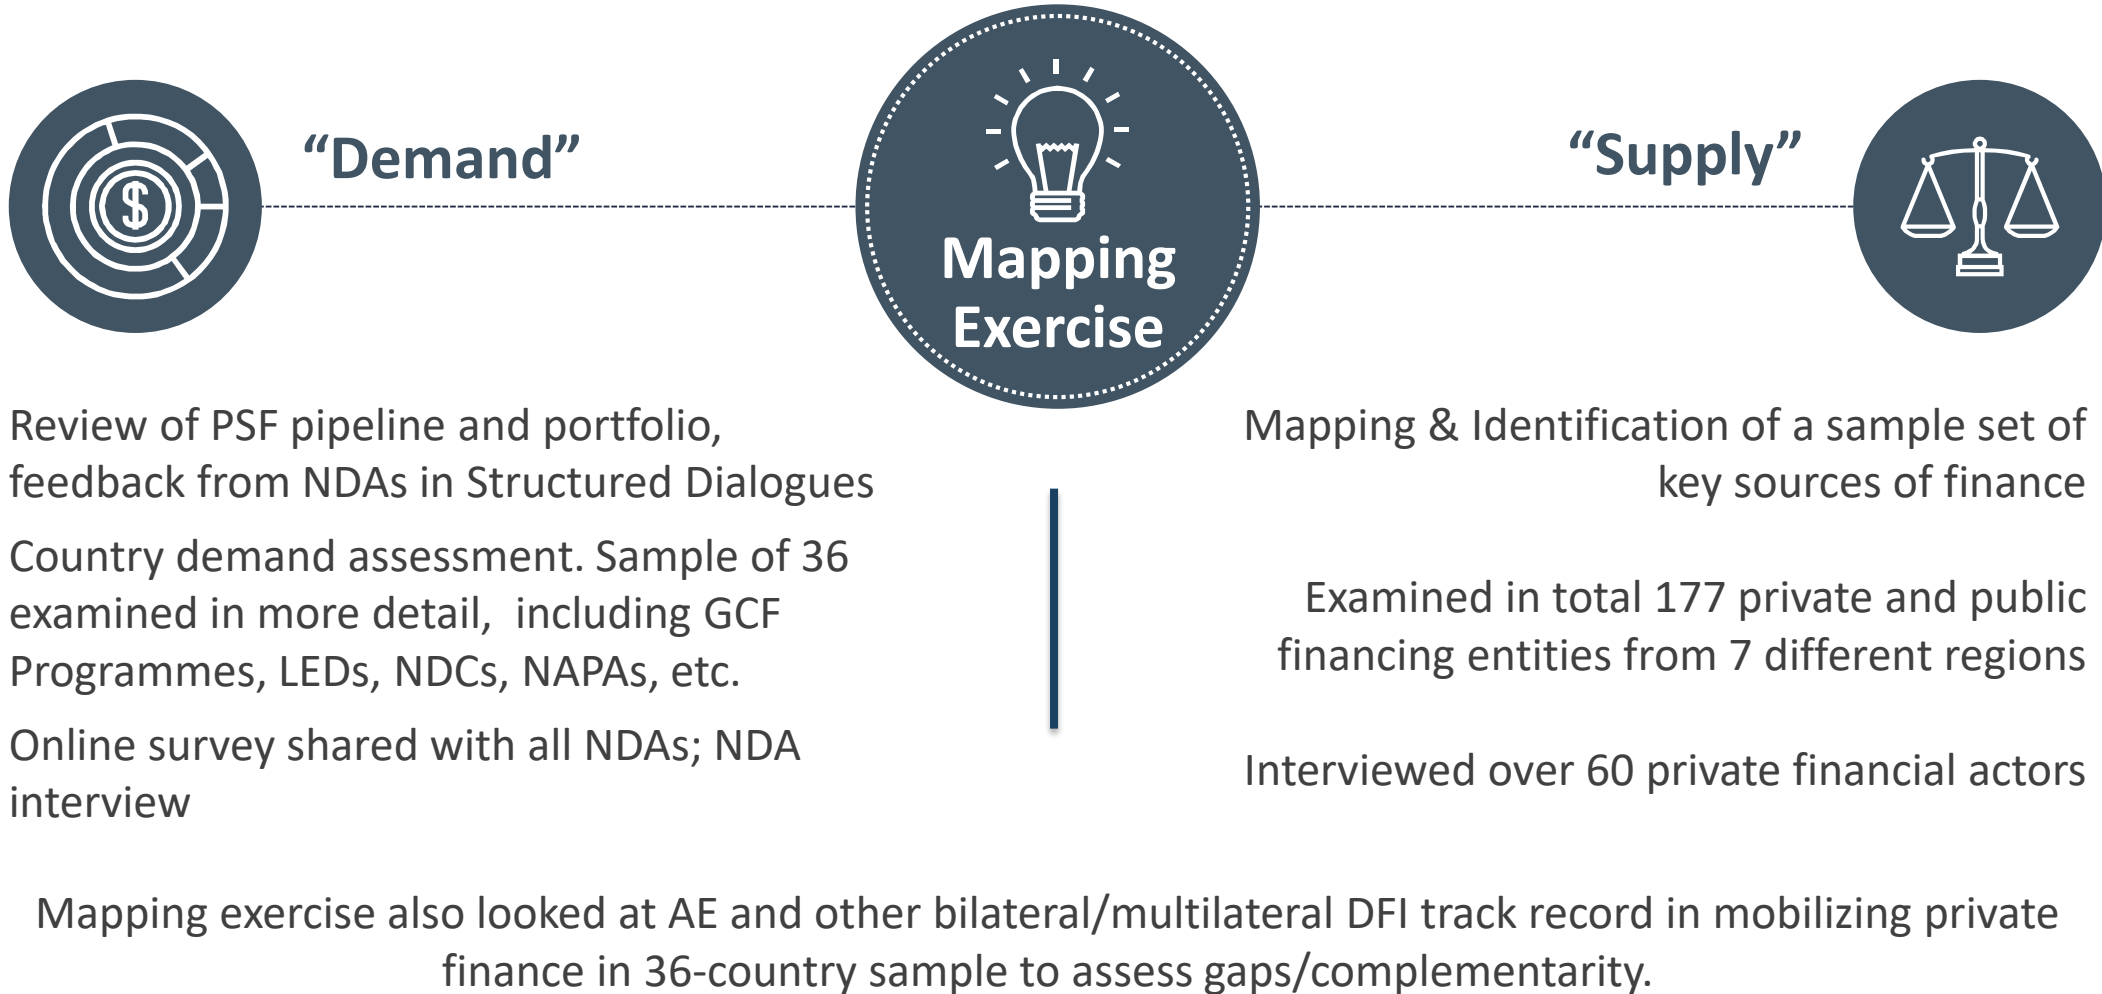 “Demand”
Mapping
Exercise
“Supply”
Review of PSF pipeline and portfolio,
feedback from NDAs in Structured Dialogues
Country demand assessment. Sample of 36
examined in more detail,  including GCF
Programmes, LEDs, NDCs, NAPAs, etc.
Online survey shared with all NDAs; NDA
interview
Mapping & Identification of a sample set of
key sources of finance
Examined in total 177 private and public
financing entities from 7 different regions
Interviewed over 60 private financial actors
Mapping exercise also looked at AE and other bilateral/multilateral DFI track record in mobilizing private
finance in 36-country sample to assess gaps/complementarity.